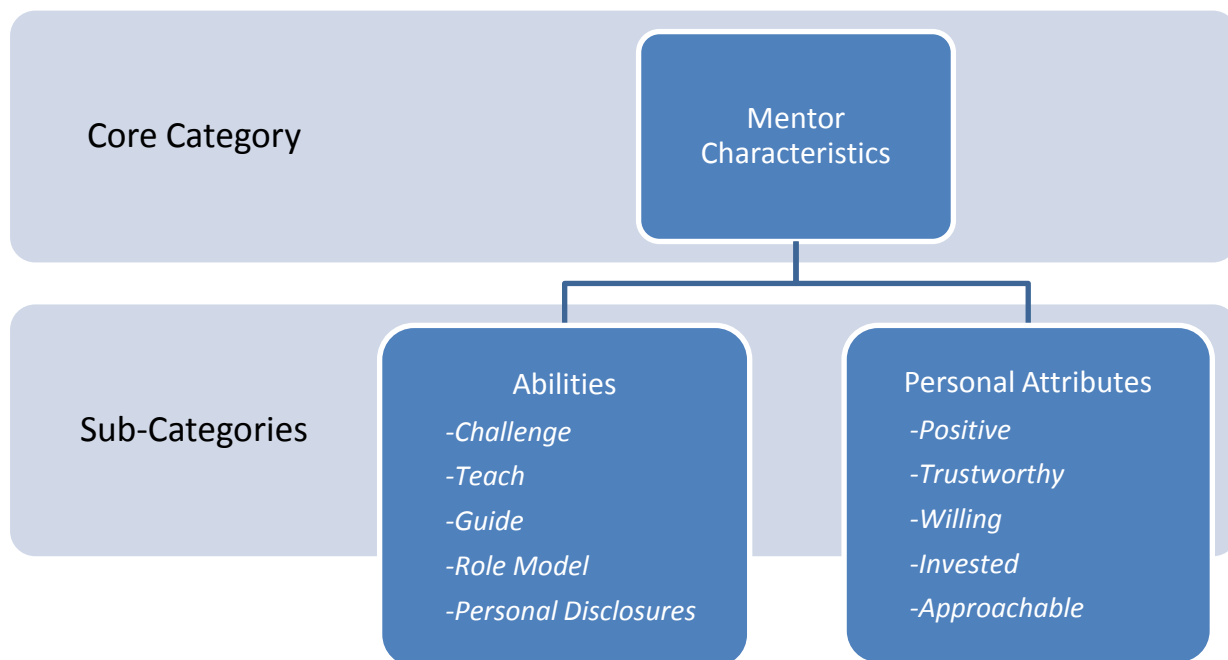 Core Category
Mentor
Characteristics
Sub-Categories
Abilities
-Challenge
-Teach
-Guide
-Role Model
-Personal Disclosures
Personal Attributes
-Positive
-Trustworthy
-Willing
-Invested
-Approachable